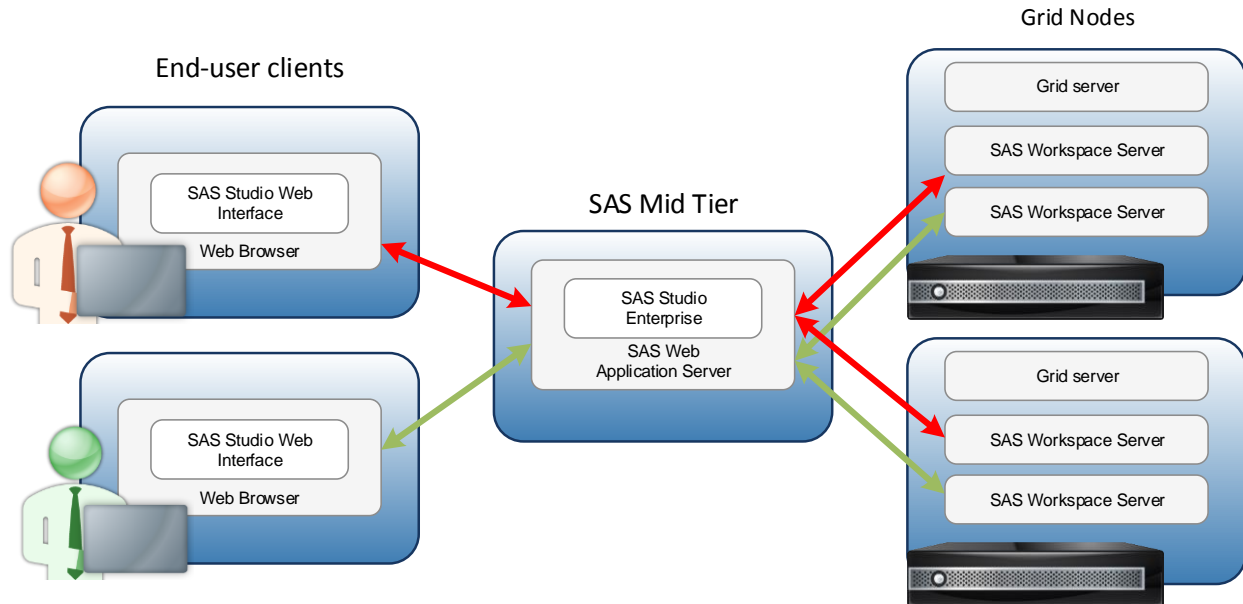 End-user clients
SAS Studio Web
Interface
Web Browser
SAS Studio Web
Interface
Web Browser
SAS Mid Tier
SAS Studio
Enterprise
SAS Web
Application Server
Grid Nodes
Grid server
SAS Workspace Server
SAS Workspace Server
Grid server
SAS Workspace Server
SAS Workspace Server